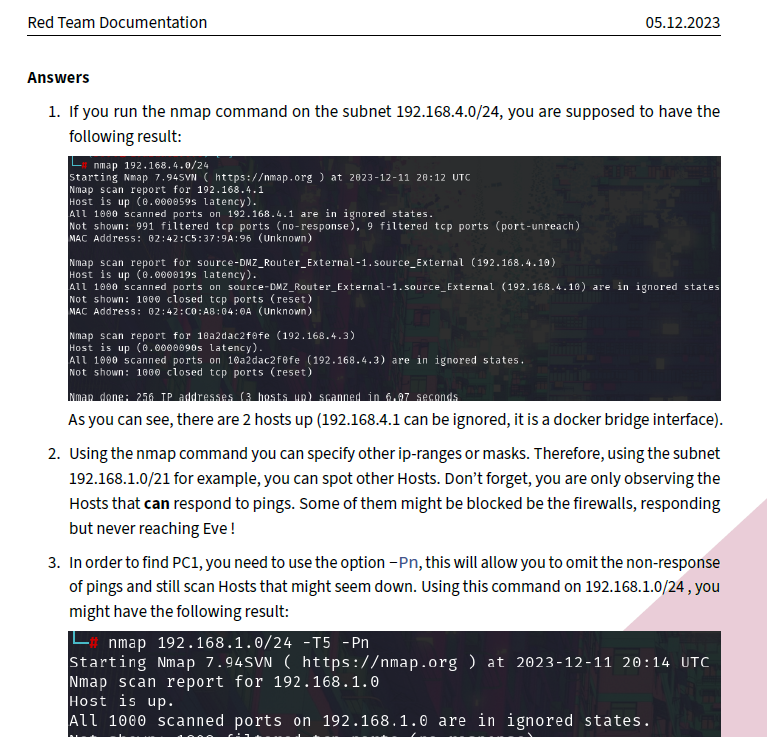 Red Team Documentation 05.12.2023
Answers
1. If you run the nmap command on the subnet 192.168.4.0/24, you are supposed to have the
following result:
└─# nmap 192.168.4.0/24
Starting Nmap 7.94SVN ( https://nmap.org ) at 2023-12-11 20:12 UTC
Nmap scan report for 192.168.4.1
Host is up (0.000059s latency).
All 1000 scanned ports on 192.168.4.1 are in ignored states.
Not shown: 991 filtered tcp ports (no-response), 9 filtered tcp ports (port-unreach)
MAC Address: 02:42:C5:37:9A:96 (Unknown)
Nmap scan report for source-DMZ_Router_External-1.source_External (192.168.4.10)
Host is up (0.000019s latency).
All 1000 scanned ports on source-DMZ_Router_External-1.source_External (192.168.4.10) are in ignored states
Not shown: 1000 closed tcp ports (reset)
MAC Address: 02:42:C0:A8:04:0A (Unknown)
Nmap scan report for 10a2dac2f0fe (192.168.4.3)
Host is up (0.0000090s latency).
All 1000 scanned ports on 10a2dac2f0fe (192.168.4.3) are in ignored states.
Not shown: 1000 closed tcp ports (reset)
Nmap done: 256 IP addresses (3 hosts up) scanned in 6.07 seconds
As you can see, there are 2 hosts up (192.168.4.1 can be ignored, it is a docker bridge interface).
2. Using the nmap command you can specify other ip-ranges or masks. Therefore, using the subnet
192.168.1.0/21 for example, you can spot other Hosts. Don't forget, you are only observing the
Hosts that can respond to pings. Some of them might be blocked be the firewalls, responding
but never reaching Eve !
3. In order to find PC1, you need to use the option –Pn, this will allow you to omit the non-response
of pings and still scan Hosts that might seem down. Using this command on 192.168.1.0/24 , you
might have the following result:
└─# nmap 192.168.1.0/24 -T5 -Pn
Starting Nmap 7.94SVN ( https://nmap.org ) at 2023-12-11 20:14 UTC
Nmap scan report for 192.168.1.0
Host is up.
All 1000 scanned ports on 192.168.1.0 are in ignored states.